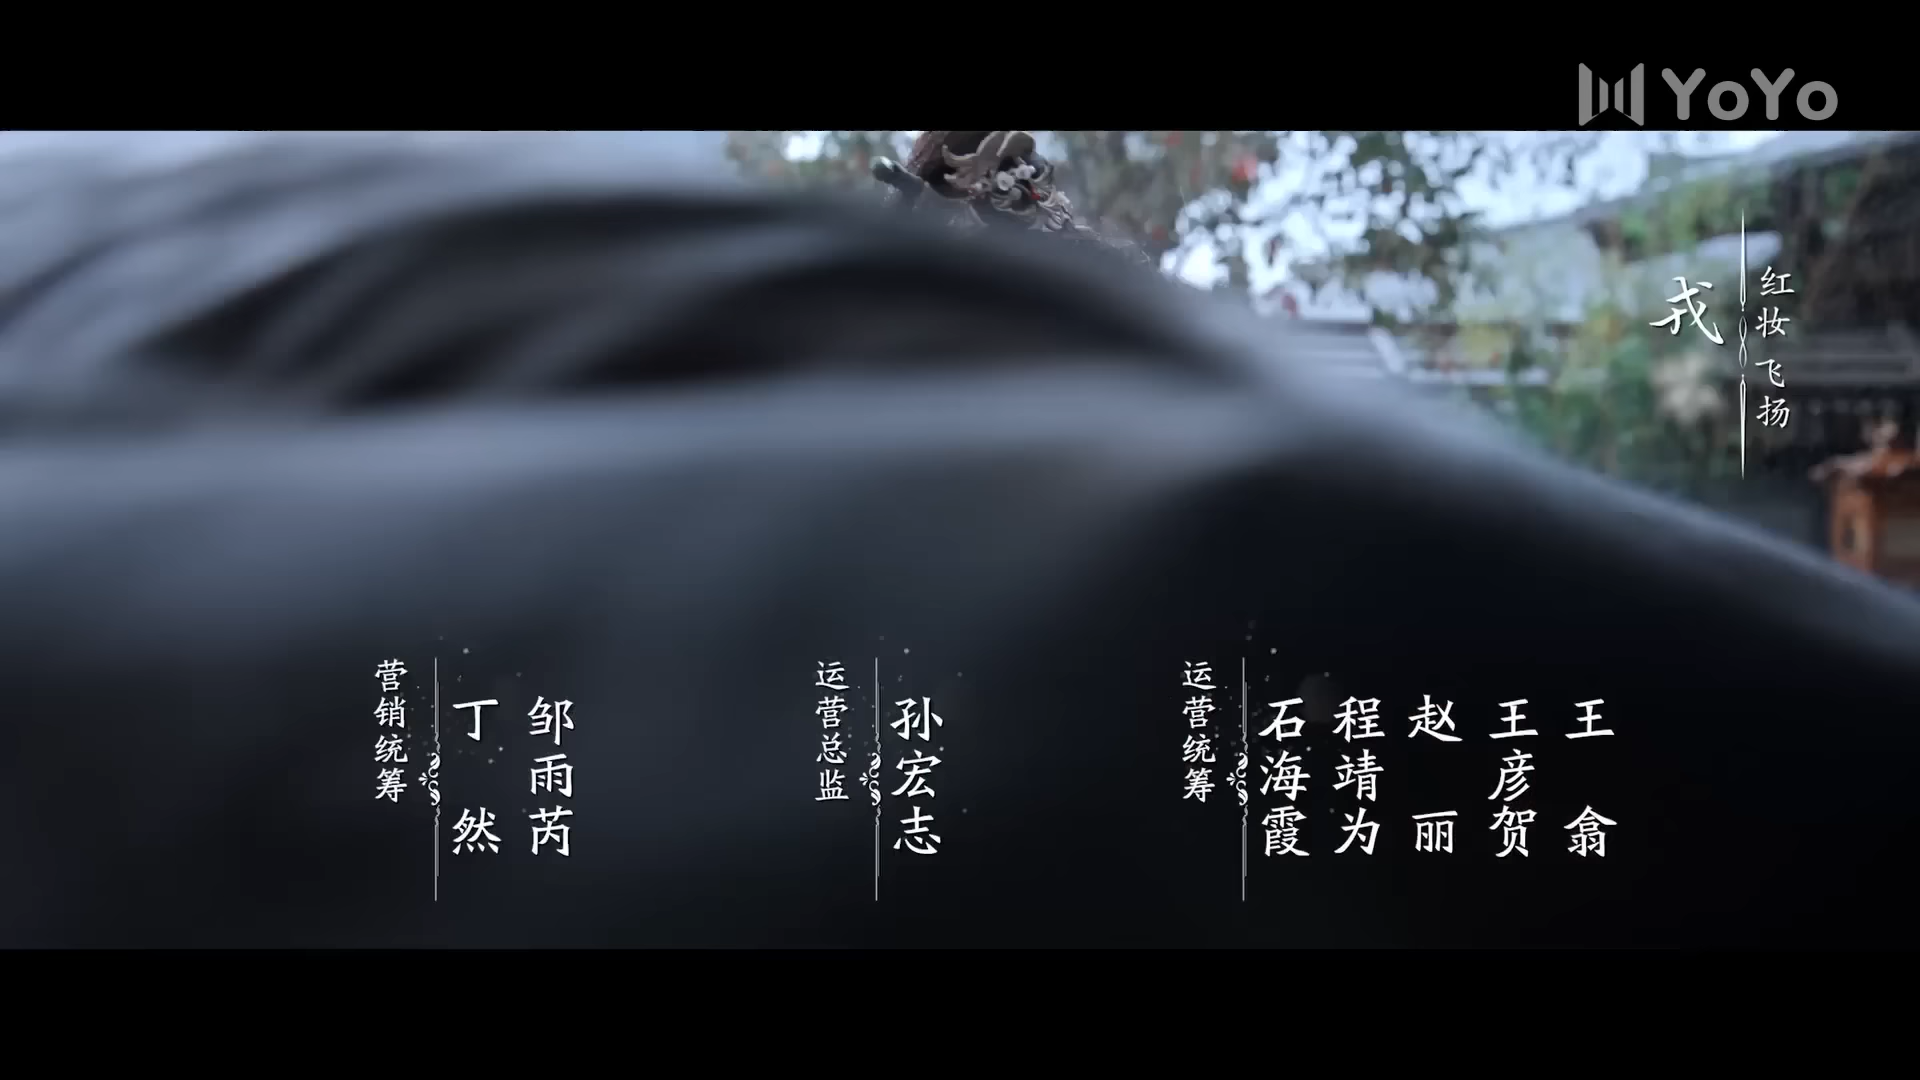 YoYo
戎
红妆飞扬
营销统筹
丁然
邹雨芮
运营总监
孙宏志
运营统筹
石海霞
程靖为
赵丽
王彦贺
王翕